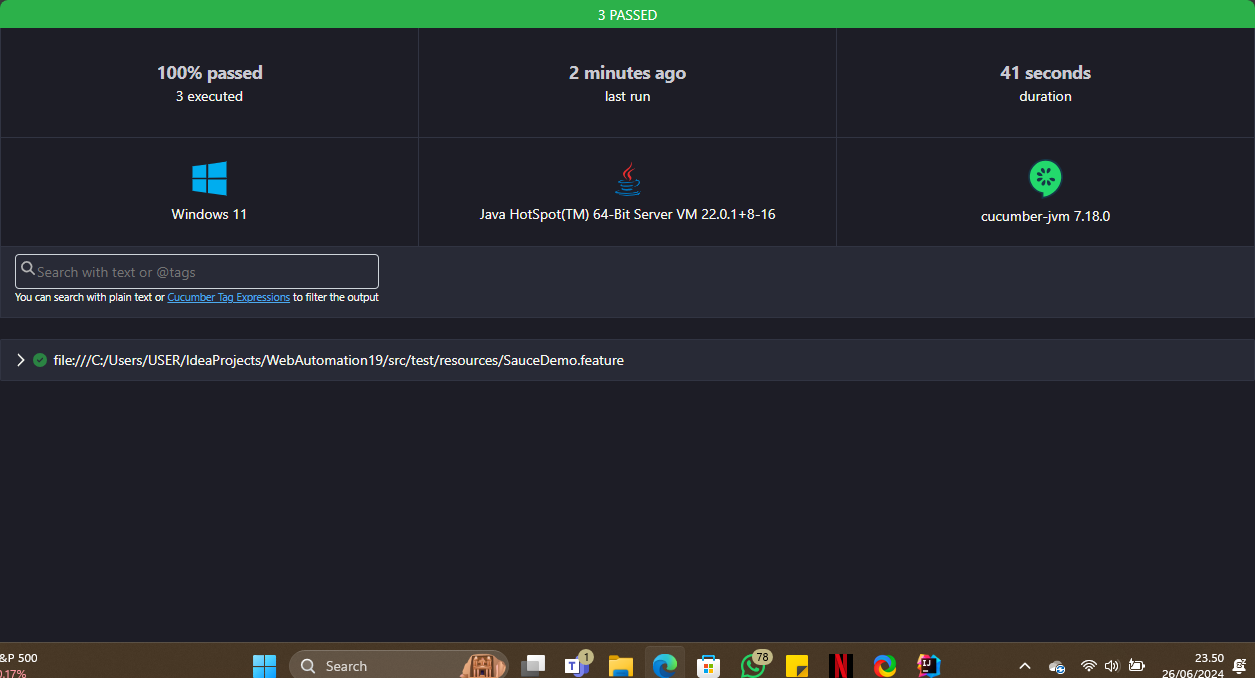 3 PASSED
100% passed
3 executed
2 minutes ago
last run
41 seconds
duration
Windows 11
Java HotSpot(TM) 64-Bit Server VM 22.0.1+8-16
cucumber-jvm 7.18.0
Search with text or @tags
You can search with plain text or Cucumber Tag Expressions to filter the output
file:///C:/Users/USER/IdeaProjects/WebAutomation19/src/test/resources/SauceDemo.feature
&P 500
0.17%
Search
T
1
78
N
IJ
23.50
26/06/2024